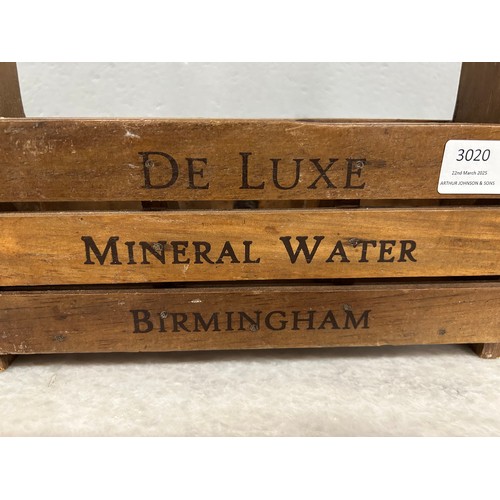 DE LUXE
MINERAL WATER
BIRMINGHAM
3020
22nd March 2025
ARTHUR JOHNSON & SONS